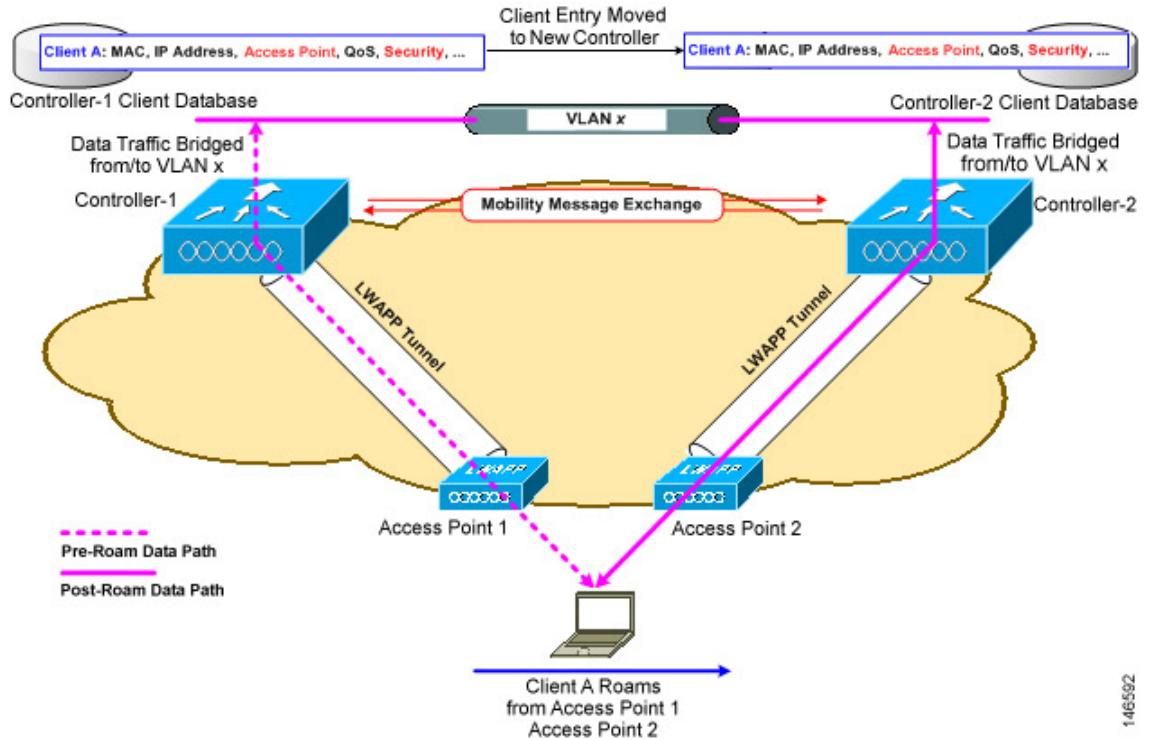 Client Entry Moved
to New Controller
Client A: MAC, IP Address, Access Point, QoS, Security, ...
Client A: MAC, IP Address, Access Point, QoS, Security, ...
Controller-1 Client Database
Controller-2 Client Database
VLAN x
Data Traffic Bridged
from/to VLAN x
Data Traffic Bridged
from/to VLAN x
Controller-1
Mobility Message Exchange
Controller-2
LWAPP Tunnel
LWAPP Tunnel
LWAPP
LWAPP
Access Point 1
Access Point 2
Pre-Roam Data Path
Post-Roam Data Path
Client A Roams
from Access Point 1
Access Point 2
146592